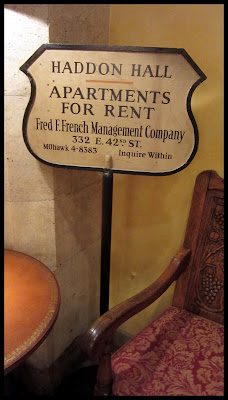 HADDON HALL
APARTMENTS
FOR RENT
Fred F. French Management Company
332 E. 42ND ST.
MOhawk 4-8383 Inquire Within